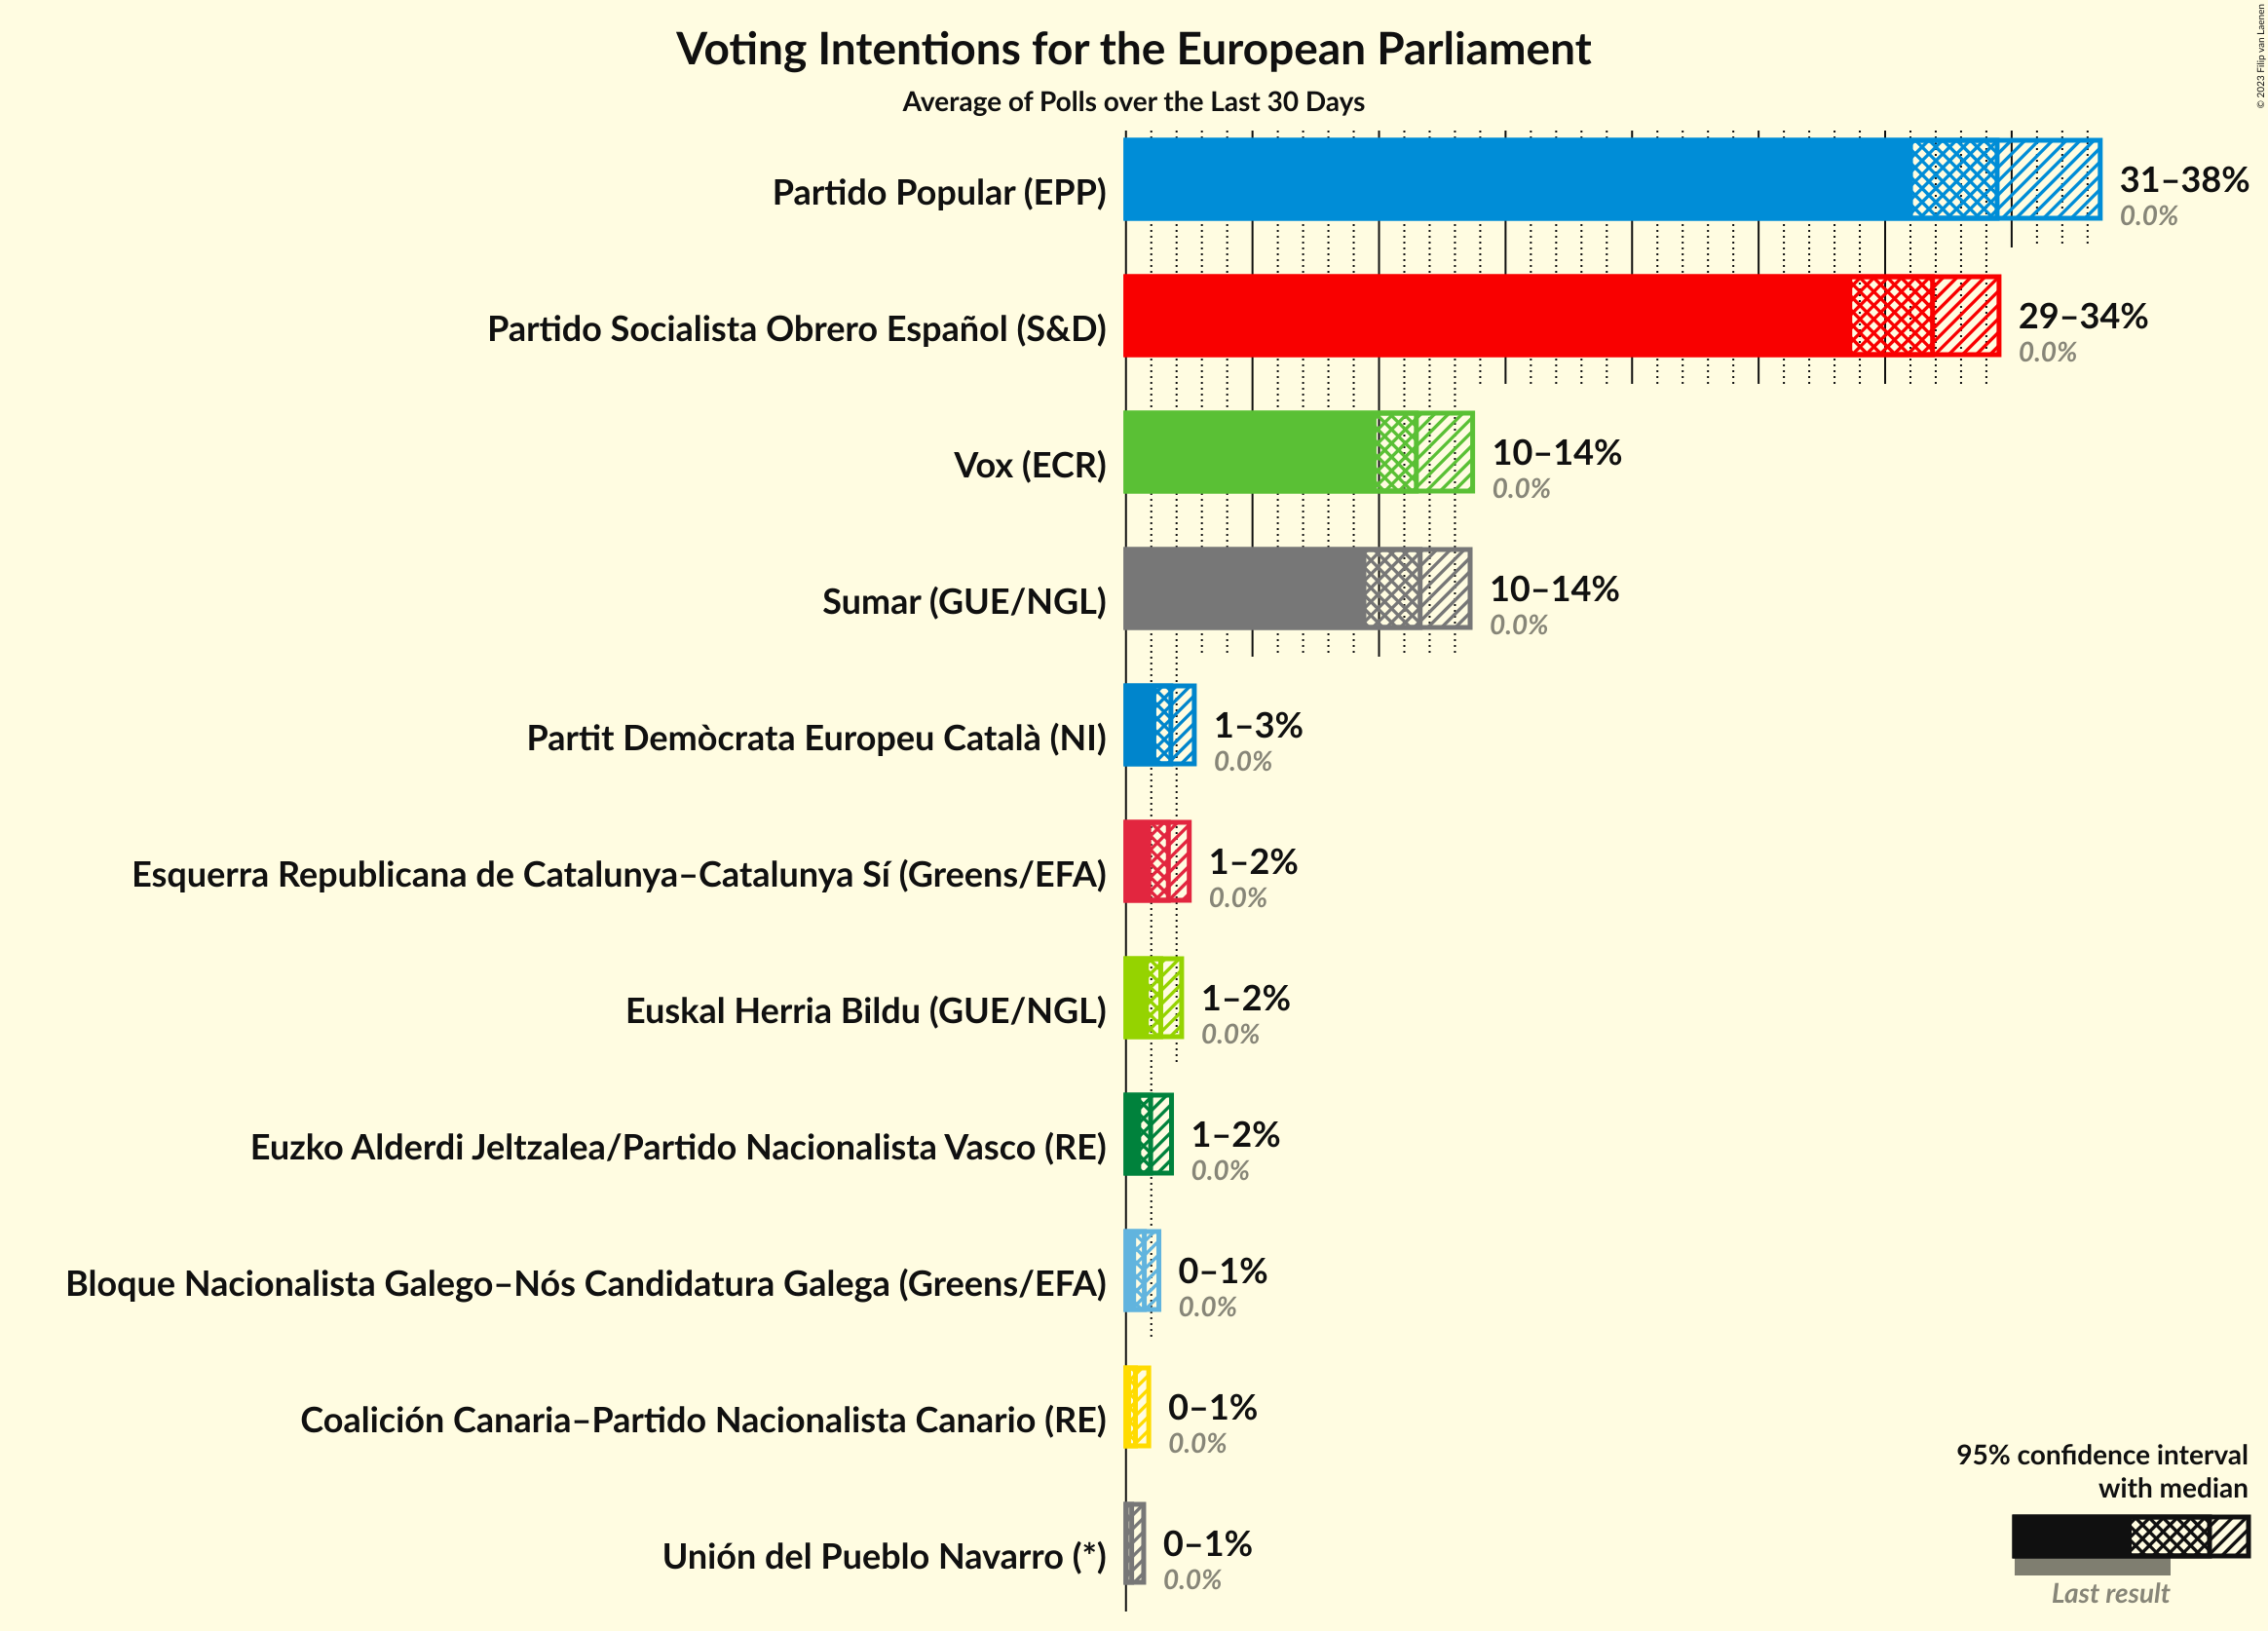 Voting Intentions for the European Parliament
Average of Polls over the Last 30 Days
© 2023 Filip van Laenen
Partido Popular (EPP)
31–38%
0.0%
Partido Socialista Obrero Español (S&D)
29–34%
0.0%
Vox (ECR)
10–14%
0.0%
Sumar (GUE/NGL)
10–14%
0.0%
Partit Demòcrata Europeu Català (NI)
1–3%
0.0%
Esquerra Republicana de Catalunya–Catalunya Sí (Greens/EFA)
1–2%
0.0%
Euskal Herria Bildu (GUE/NGL)
1–2%
0.0%
Euzko Alderdi Jeltzalea/Partido Nacionalista Vasco (RE)
1–2%
0.0%
Bloque Nacionalista Galego–Nós Candidatura Galega (Greens/EFA)
0–1%
0.0%
Coalición Canaria–Partido Nacionalista Canario (RE)
0–1%
0.0%
Unión del Pueblo Navarro (*)
0–1%
0.0%
95% confidence interval
with median
Last result